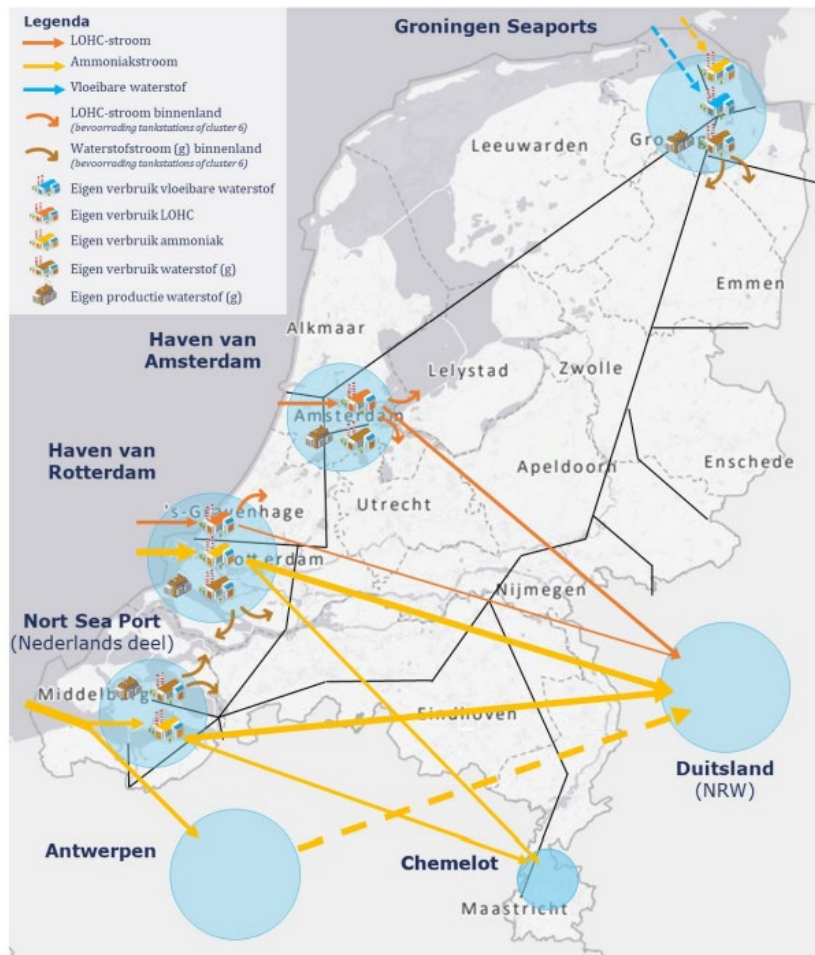 Legenda
LOHC-stroom
Ammoniakstroom
Vloeibare waterstof
LOHC-stroom binnenland
(bevoorrading tankstations of cluster 6)
Waterstofstroom (g) binnenland
(bevoorrading tankstations of cluster 6)
Eigen verbruik vloeibare waterstof
Eigen verbruik LOHC
Eigen verbruik ammoniak
Eigen verbruik waterstof (g)
Eigen productie waterstof (g)
Groningen Seaports
Leeuwarden
Emmen
Haven van
Amsterdam
Alkmaar
Lelystad
Zwolle
Amsterdam
Haven van
Rotterdam
Apeldoorn
Enschede
Utrecht
Nijmegen
Nort Sea Port
(Nederlands deel)
Eindhoven
Duitsland
(NRW)
Antwerpen
Chemelot
Maastricht